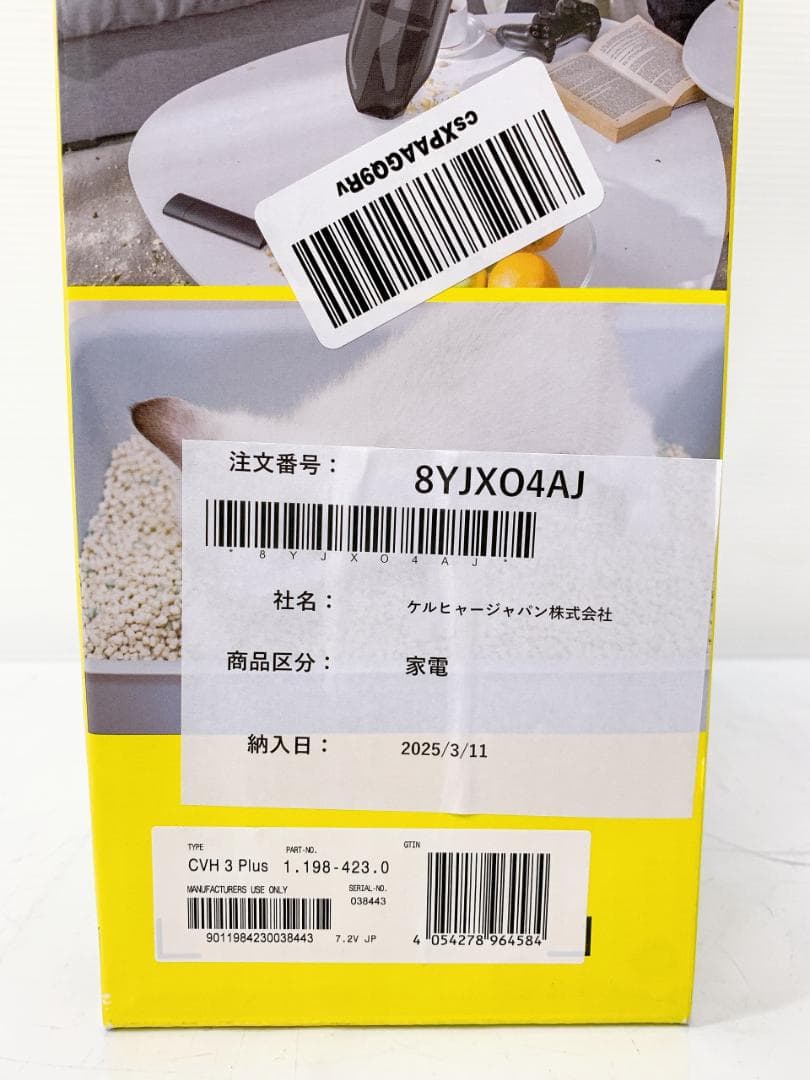 csXPAAGQ9Rv
注文番号： 8YJXO4AJ
*8YJXO4AJ*
社名： ケルヒャージャパン株式会社
商品区分： 家電
納入日： 2025/3/11
TYPE PART-NO. GTIN
CVH 3 Plus 1.198-423.0
MANUFACTURERS USE ONLY SERIAL-NO.
038443
9011984230038443 7.2V JP 4 054278 964584